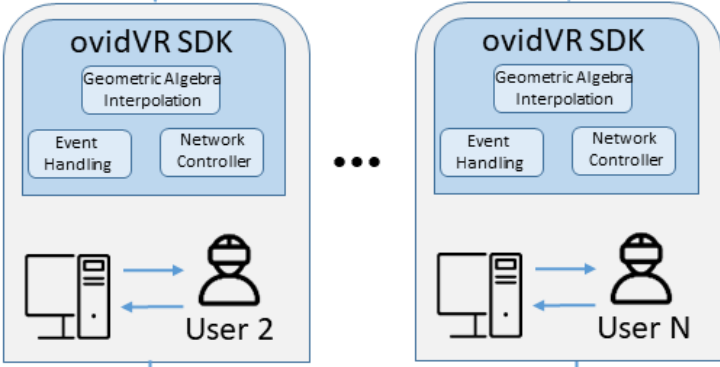 ovidVR SDK
Geometric Algebra
Interpolation
Event
Handling
Network
Controller
User 2
ovidVR SDK
Geometric Algebra
Interpolation
Event
Handling
Network
Controller
User N